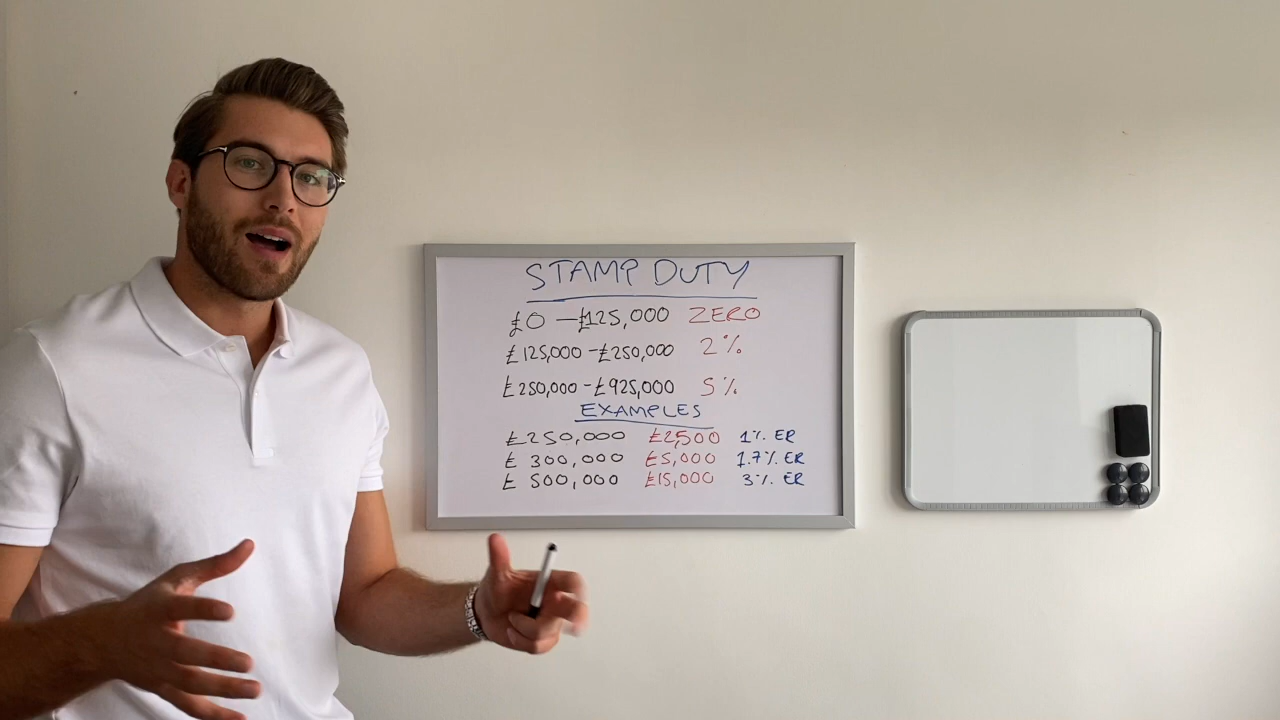 STAMP DUTY
£0 — £125,000 ZERO
£125,000 - £250,000 2%
£250,000 - £925,000 5%
EXAMPLES
£250,000 £2,500 1% ER
£ 300,000 £5,000 1.7% ER
£ 500,000 £15,000 3% ER